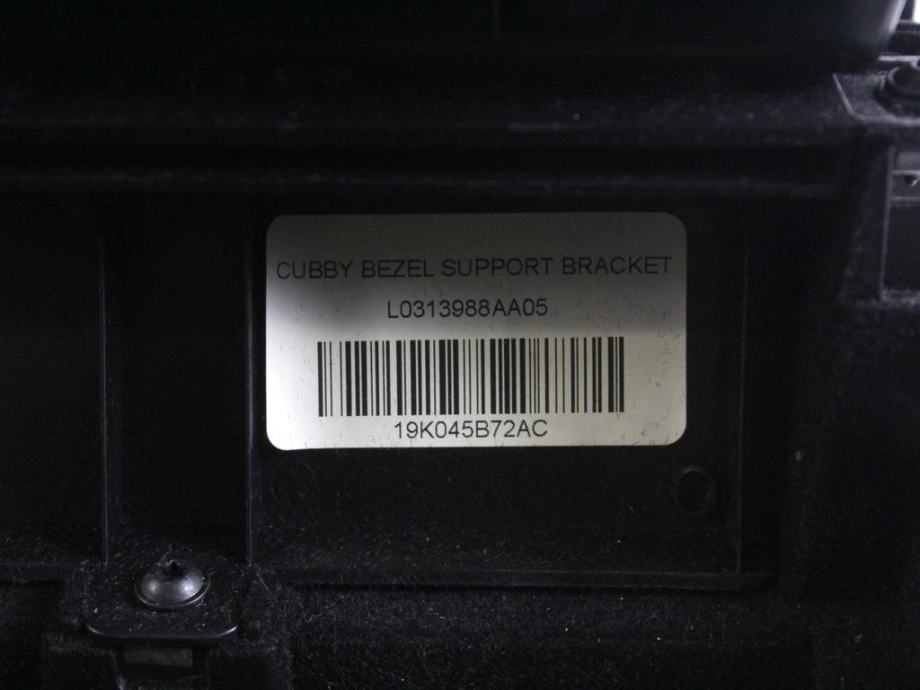 CUBBY BEZEL SUPPORT BRACKET
L0313988AA05
19K045B72AC